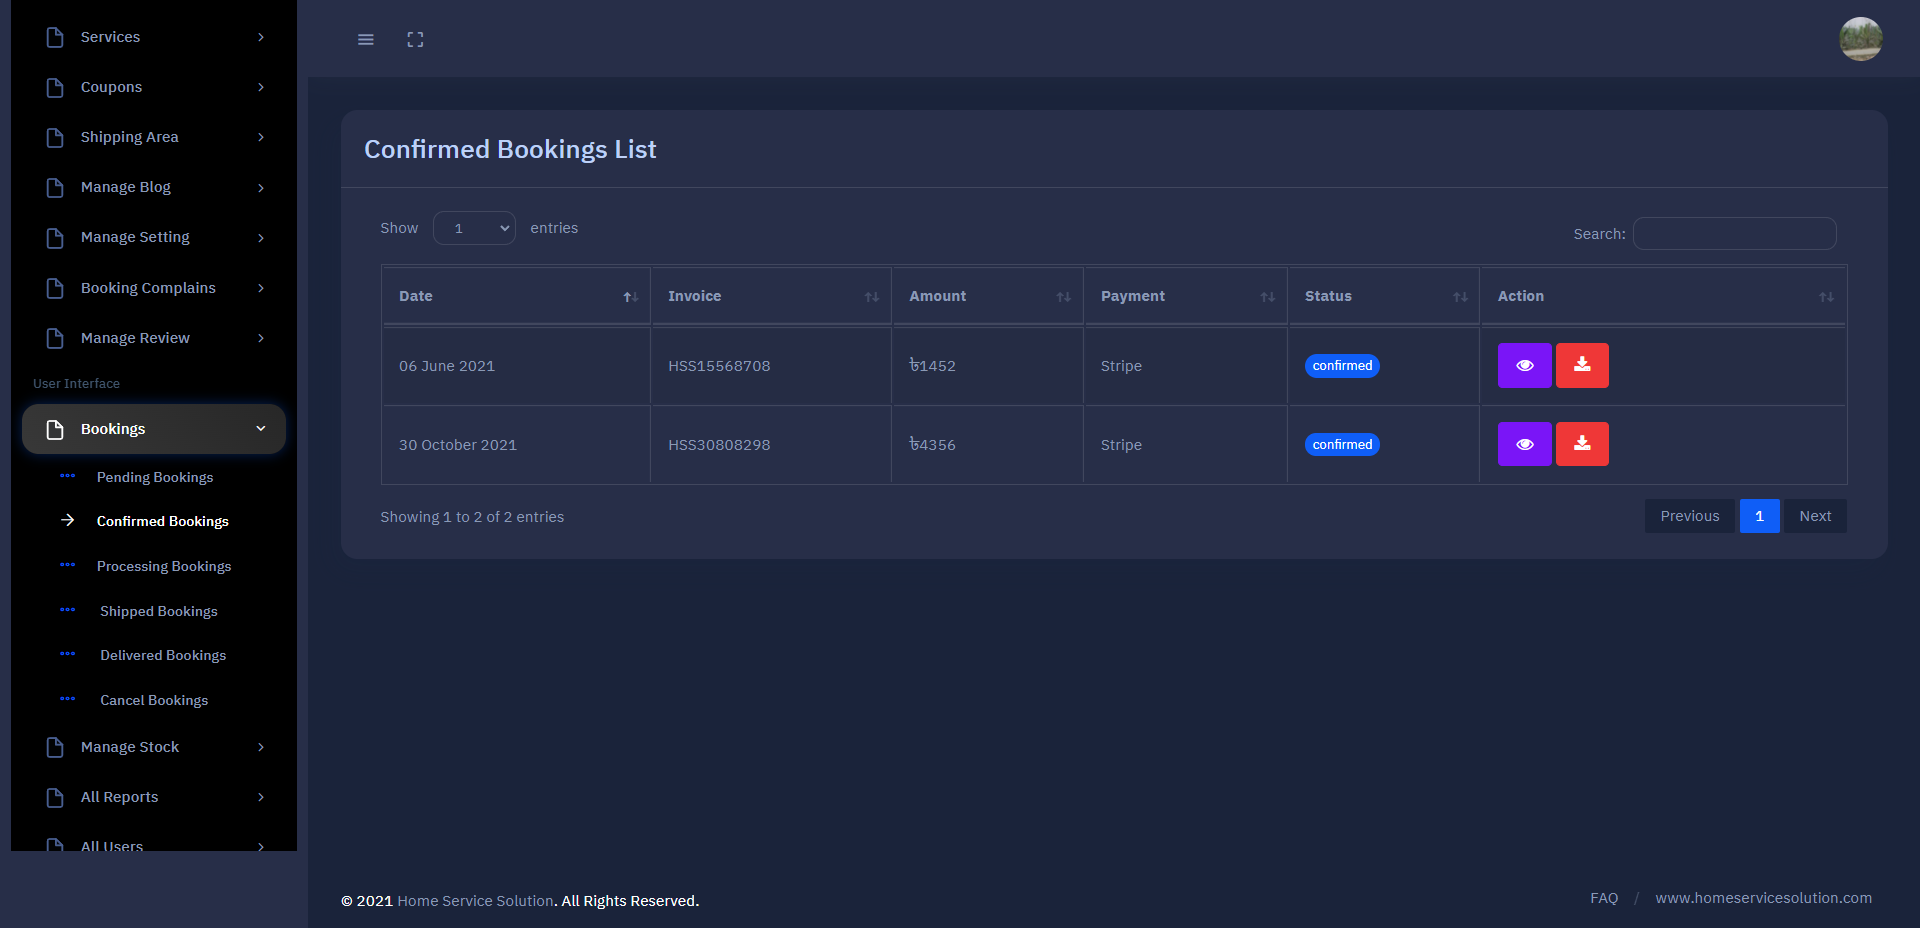 Services
Coupons
Shipping Area
Manage Blog
Manage Setting
Booking Complains
Manage Review
User Interface
Bookings
Pending Bookings
Confirmed Bookings
Processing Bookings
Shipped Bookings
Delivered Bookings
Cancel Bookings
Manage Stock
All Reports
All Users
Confirmed Bookings List
Show 1 entries
Search:
Date Invoice Amount Payment Status Action
06 June 2021 HSS15568708 ৳1452 Stripe confirmed
30 October 2021 HSS30808298 ৳4356 Stripe confirmed
Showing 1 to 2 of 2 entries
Previous 1 Next
© 2021 Home Service Solution. All Rights Reserved.
FAQ / www.homeservicesolution.com